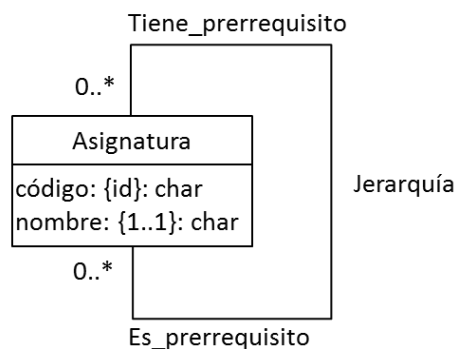 Tiene_prerrequisito
0..*
Asignatura
código: {id}: char
Jerarquía
nombre: {1..1}: char
0..*
Es_prerrequisito